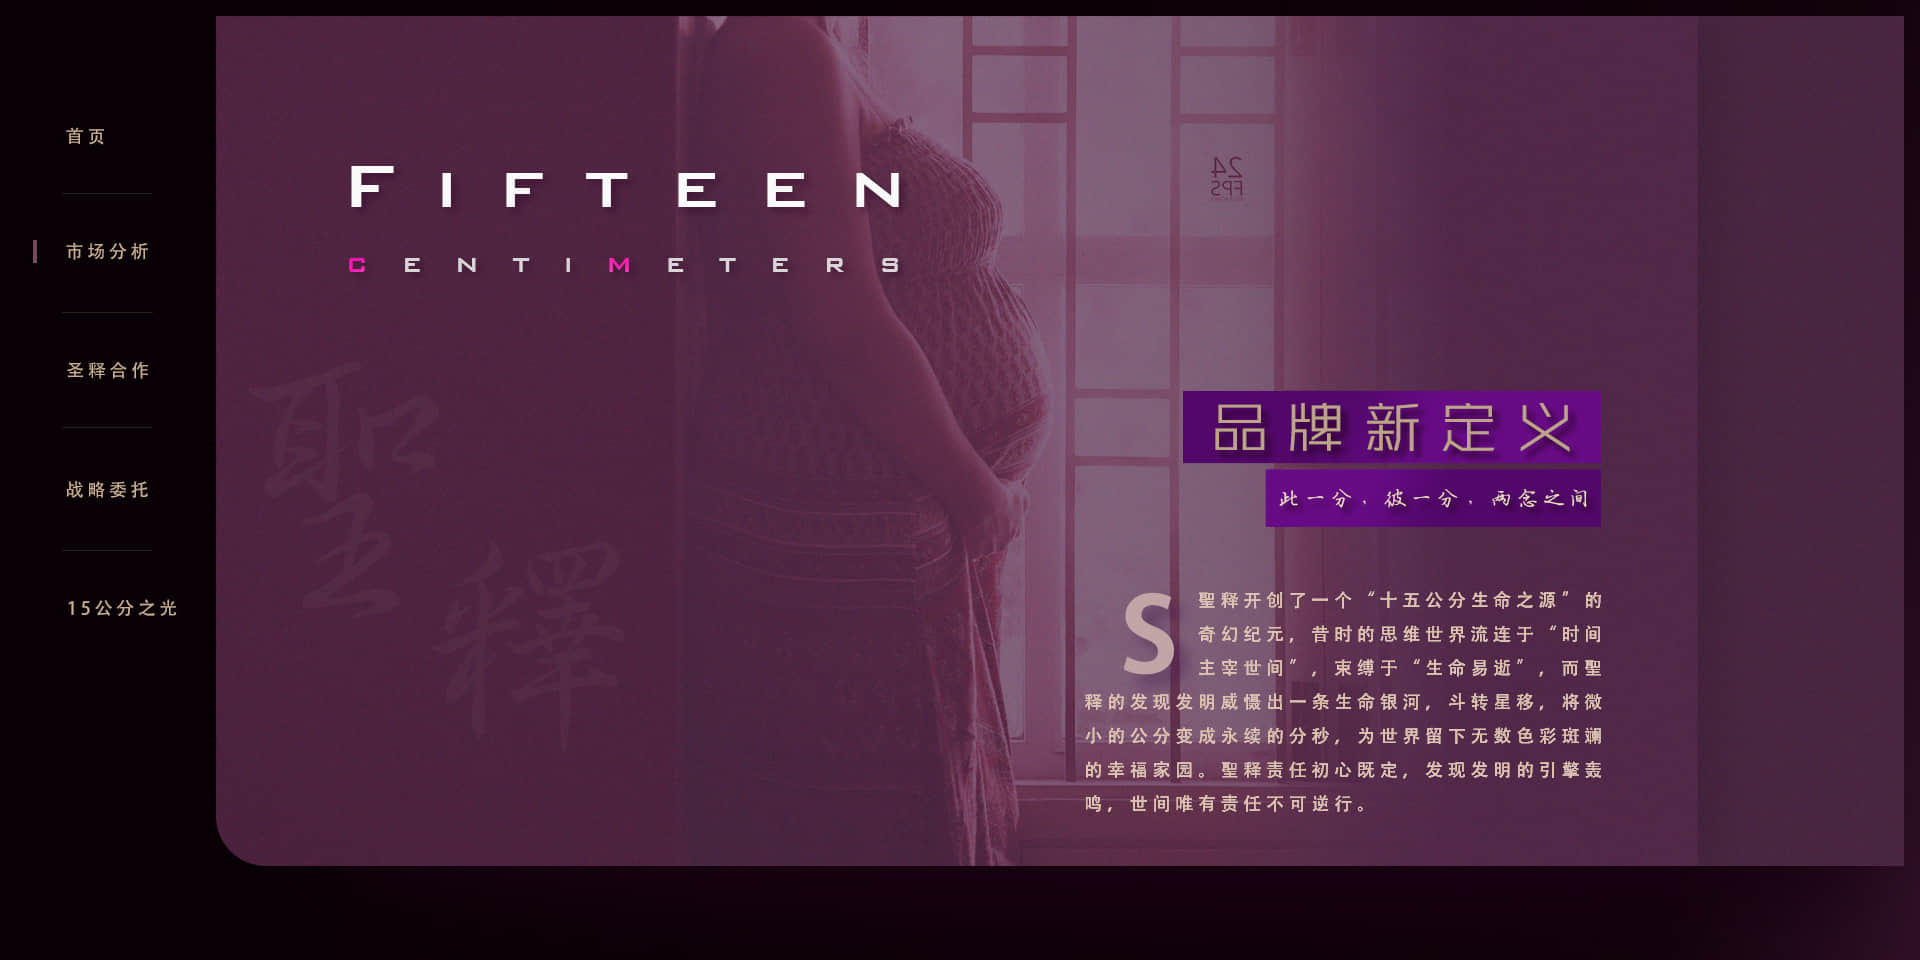 首页
市场分析
圣释合作
战略委托
15公分之光
FIFTEEN
CENTIMETERS
24
FPS
聖
釋
品牌新定义
此一分，彼一分，两念之间
S
聖释开创了一个“十五公分生命之源”的
奇幻纪元，昔时的思维世界流连于“时间
主宰世间”，束缚于“生命易逝”，而聖
释的发现发明威慑出一条生命银河，斗转星移，将微
小的公分变成永续的分秒，为世界留下无数色彩斑斓
的幸福家园。聖释责任初心既定，发现发明的引擎轰
鸣，世间唯有责任不可逆行。